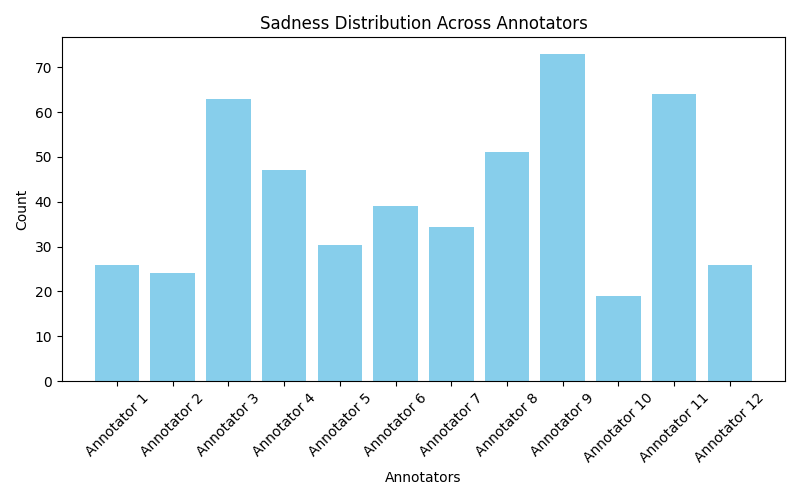 Sadness Distribution Across Annotators
Count
70
60
50
40
30
20
10
0
Annotator 1
Annotator 2
Annotator 3
Annotator 4
Annotator 5
Annotator 6
Annotator 7
Annotator 8
Annotator 9
Annotator 10
Annotator 11
Annotator 12
Annotators